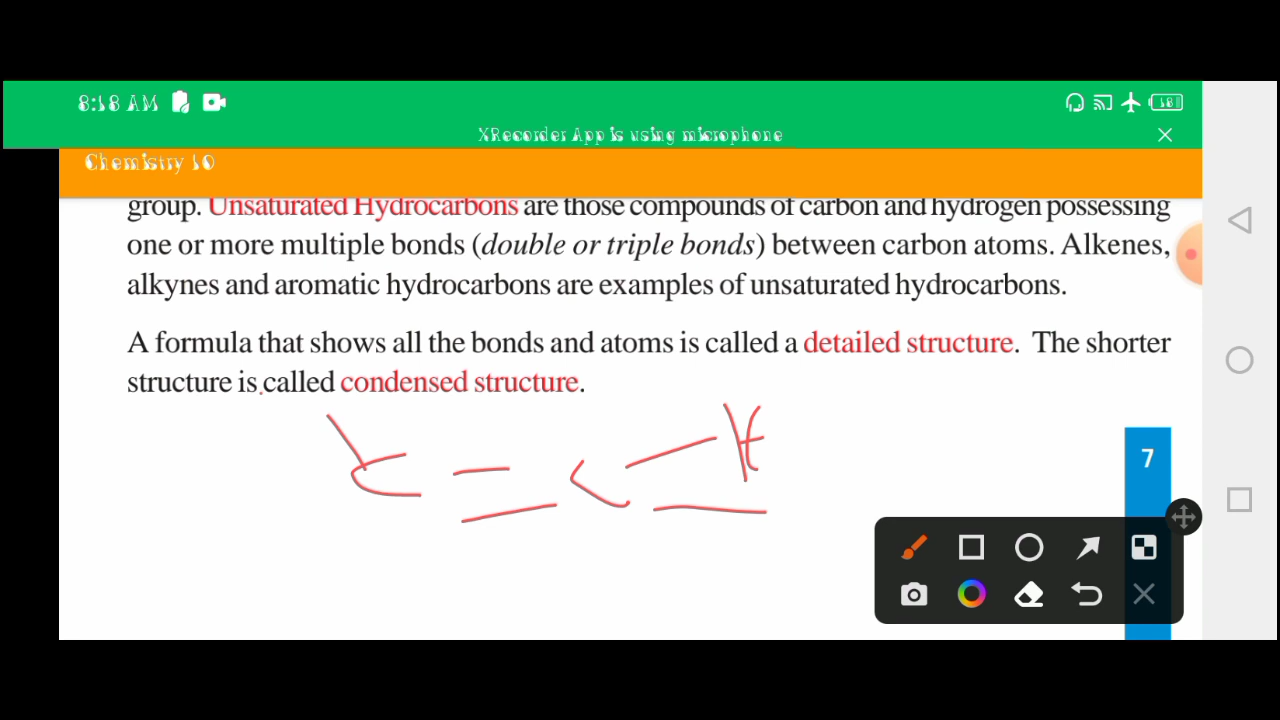 8:18 AM
18
XRecorder App is using microphone
Chemistry 10
group. Unsaturated Hydrocarbons are those compounds of carbon and hydrogen possessing
one or more multiple bonds (double or triple bonds) between carbon atoms. Alkenes,
alkynes and aromatic hydrocarbons are examples of unsaturated hydrocarbons.
A formula that shows all the bonds and atoms is called a detailed structure. The shorter
structure is called condensed structure.
C = C - H
7